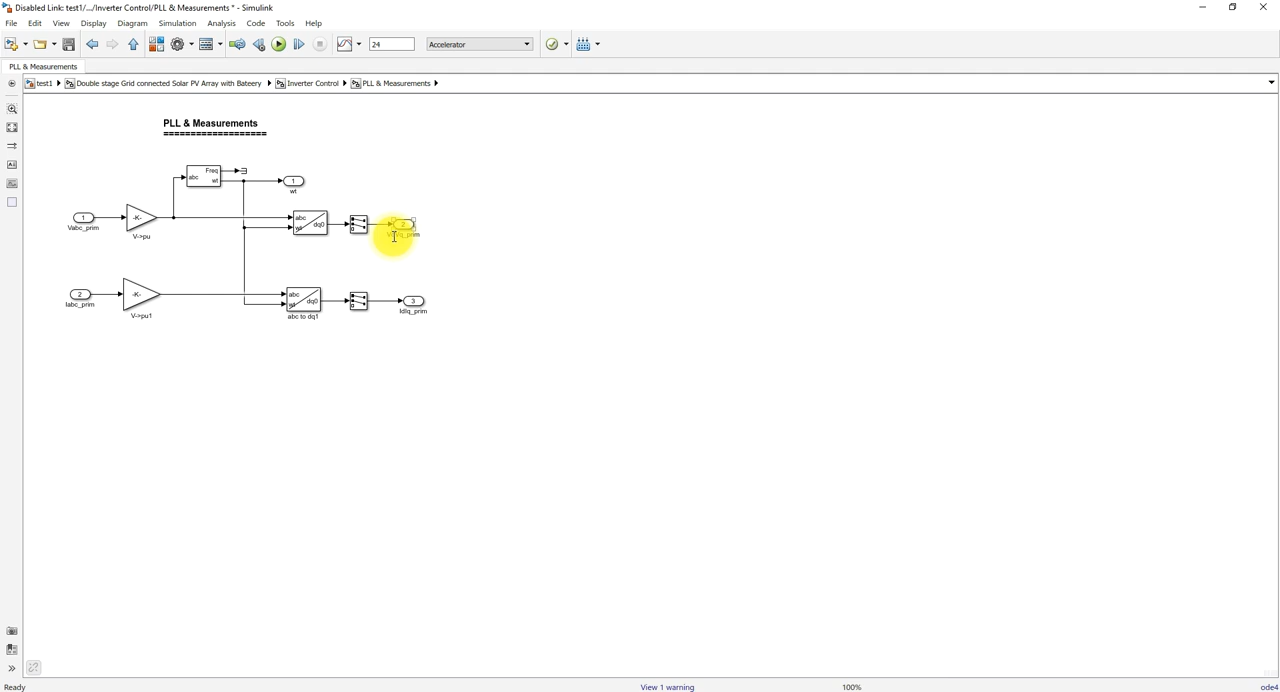 Disabled Link: test1/.../Inverter Control/PLL & Measurements * - Simulink
File Edit View Display Diagram Simulation Analysis Code Tools Help
24 Accelerator
PLL & Measurements
test1 Double stage Grid connected Solar PV Array with Bateery Inverter Control PLL & Measurements
PLL & Measurements
===================
abc Freq
wt
1
wt
1
Vabc_prim
-K-
V->pu
abc
wt
dq0
2
2
Iabc_prim
-K-
V->pu1
abc
wt
dq0
abc to dq1
3
IdIq_prim
Ready View 1 warning 100% ode4